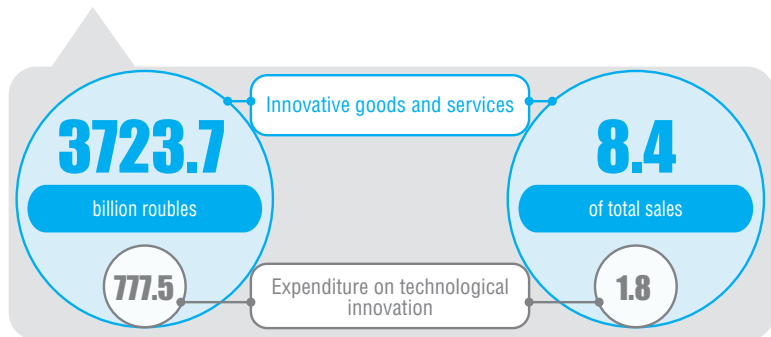 Innovative goods and services
3723.7
billion roubles
8.4
of total sales
777.5
Expenditure on technological
innovation
1.8